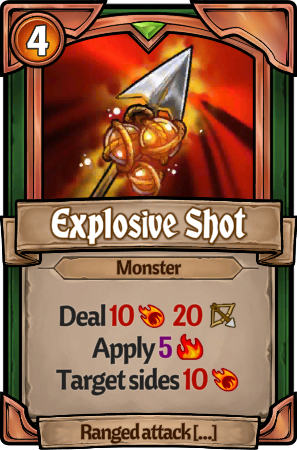 4
Explosive Shot
Monster
Deal 10 20
Apply 5
Target sides 10
Ranged attack [...]